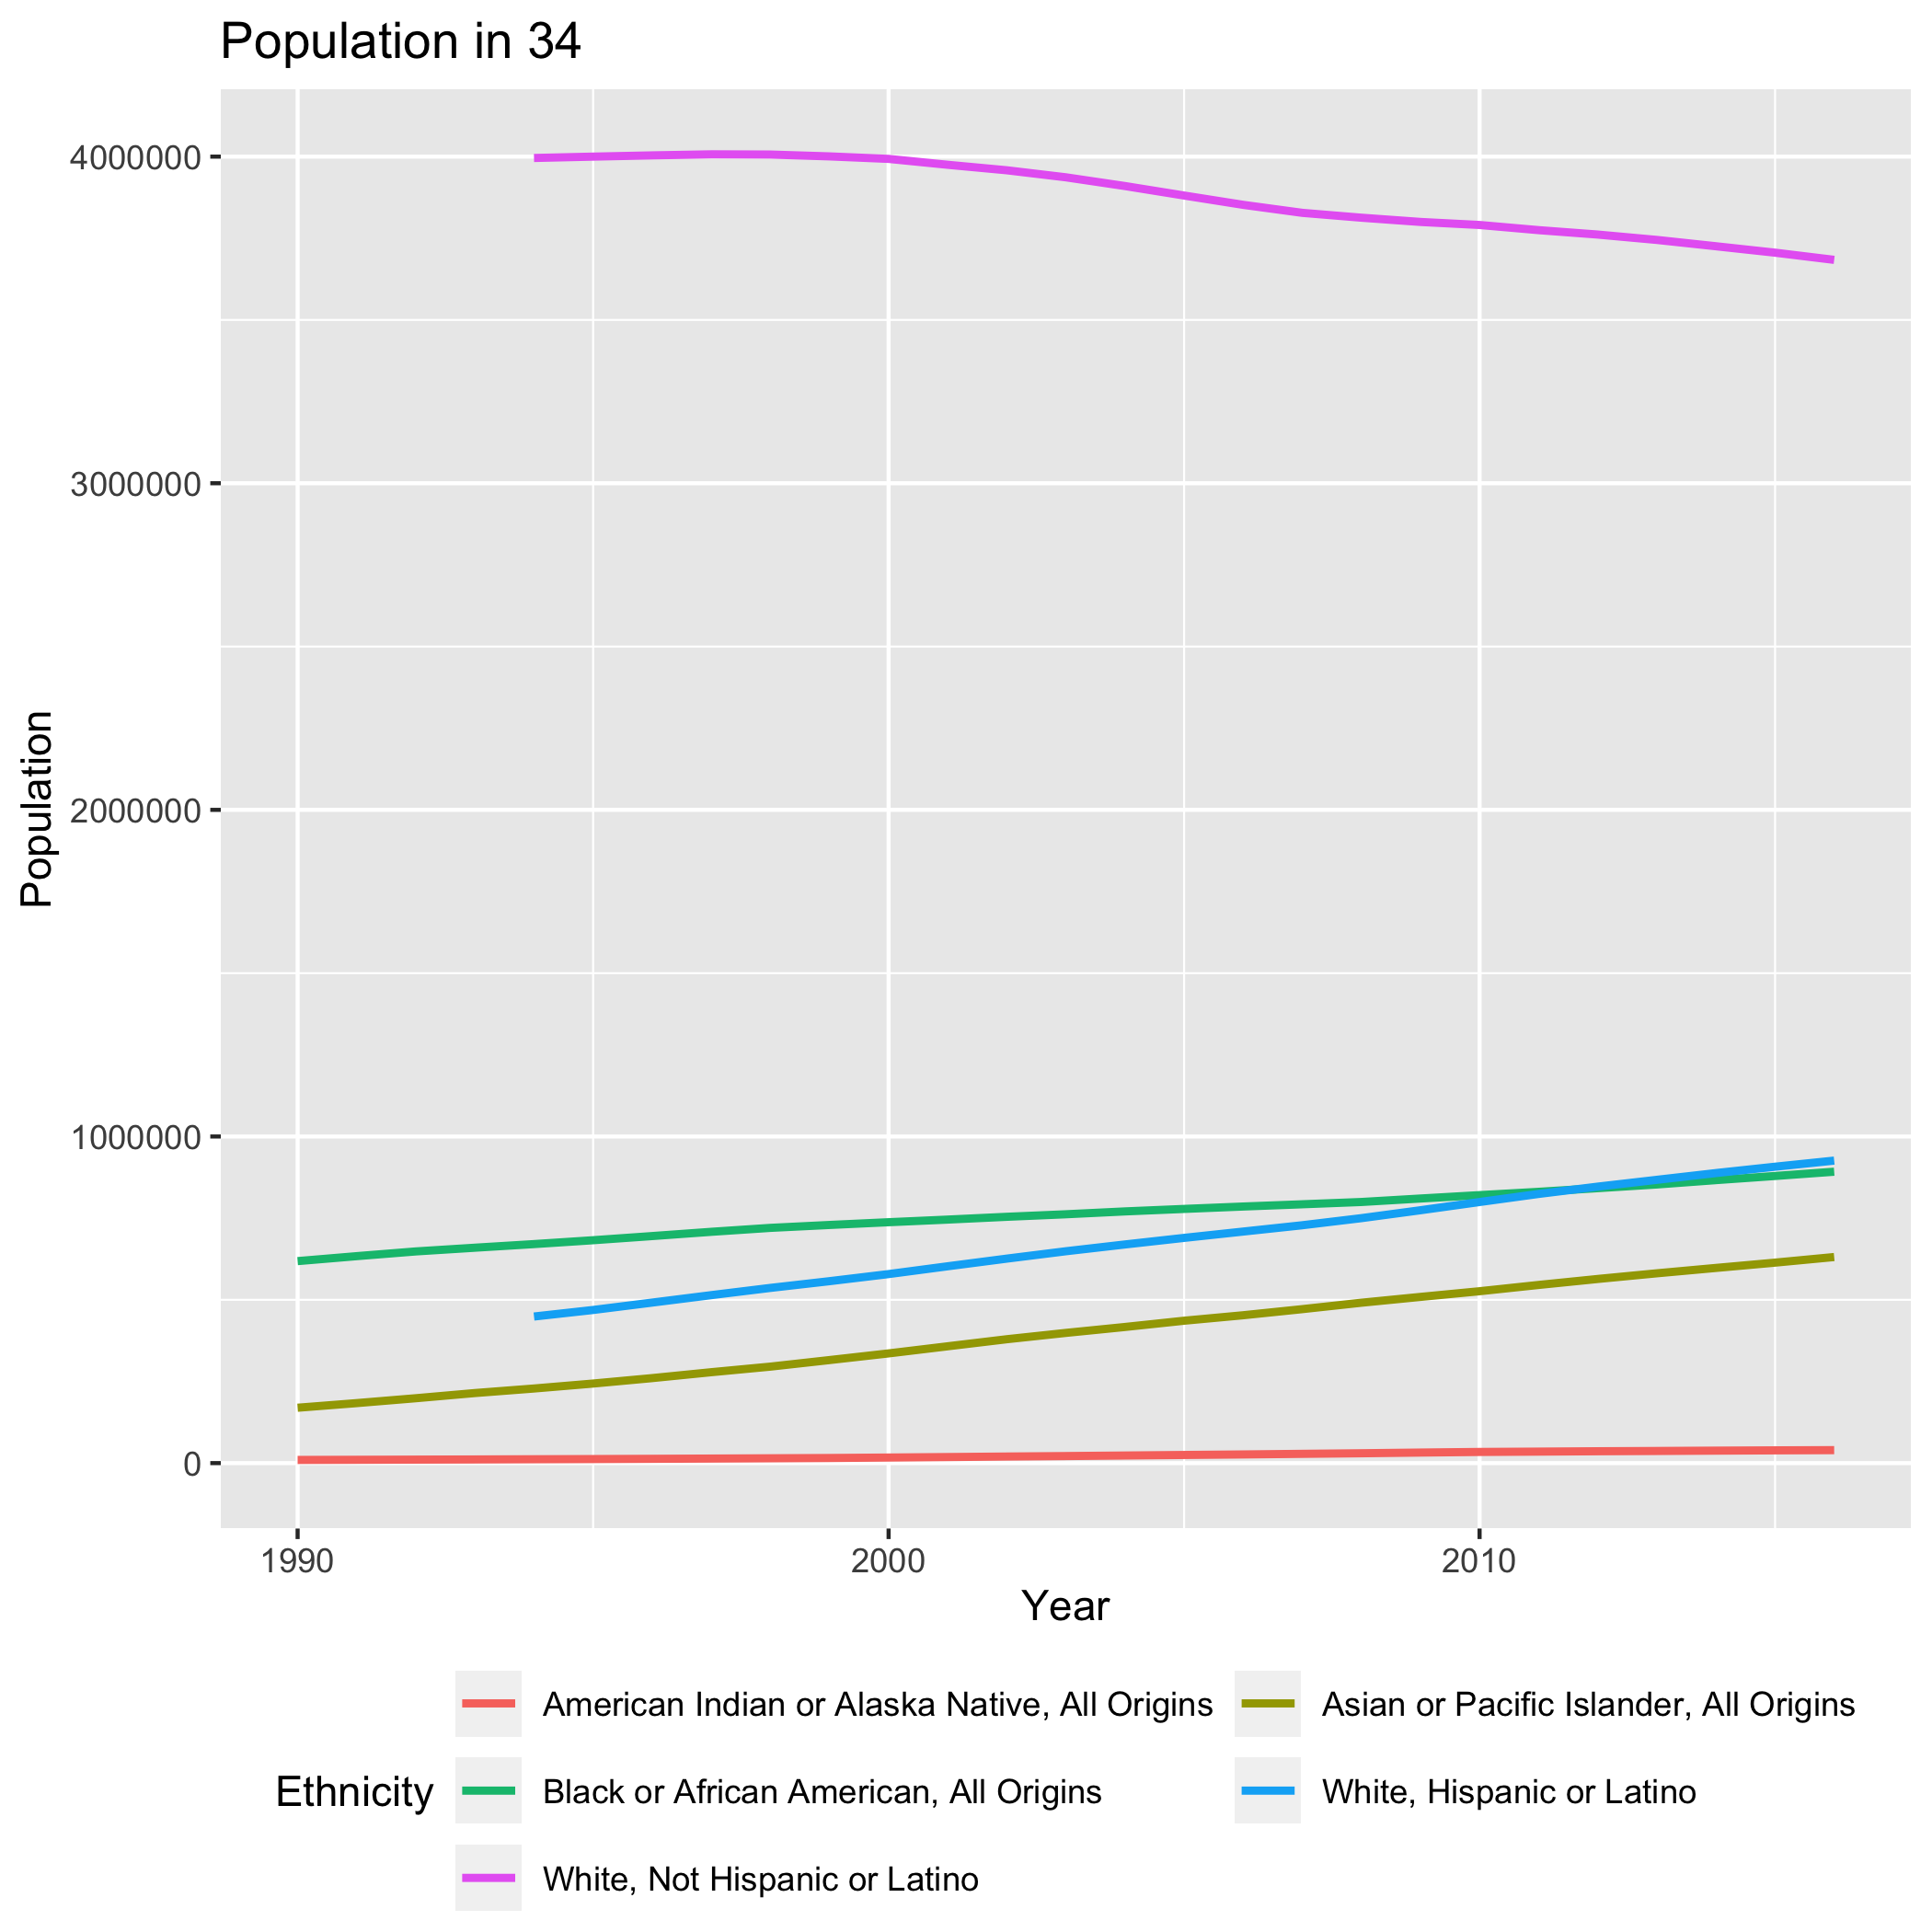 Population in 34
4000000
3000000
2000000
1000000
0
Population
1990 2000 2010
Year
Ethnicity
American Indian or Alaska Native, All Origins
Asian or Pacific Islander, All Origins
Black or African American, All Origins
White, Hispanic or Latino
White, Not Hispanic or Latino